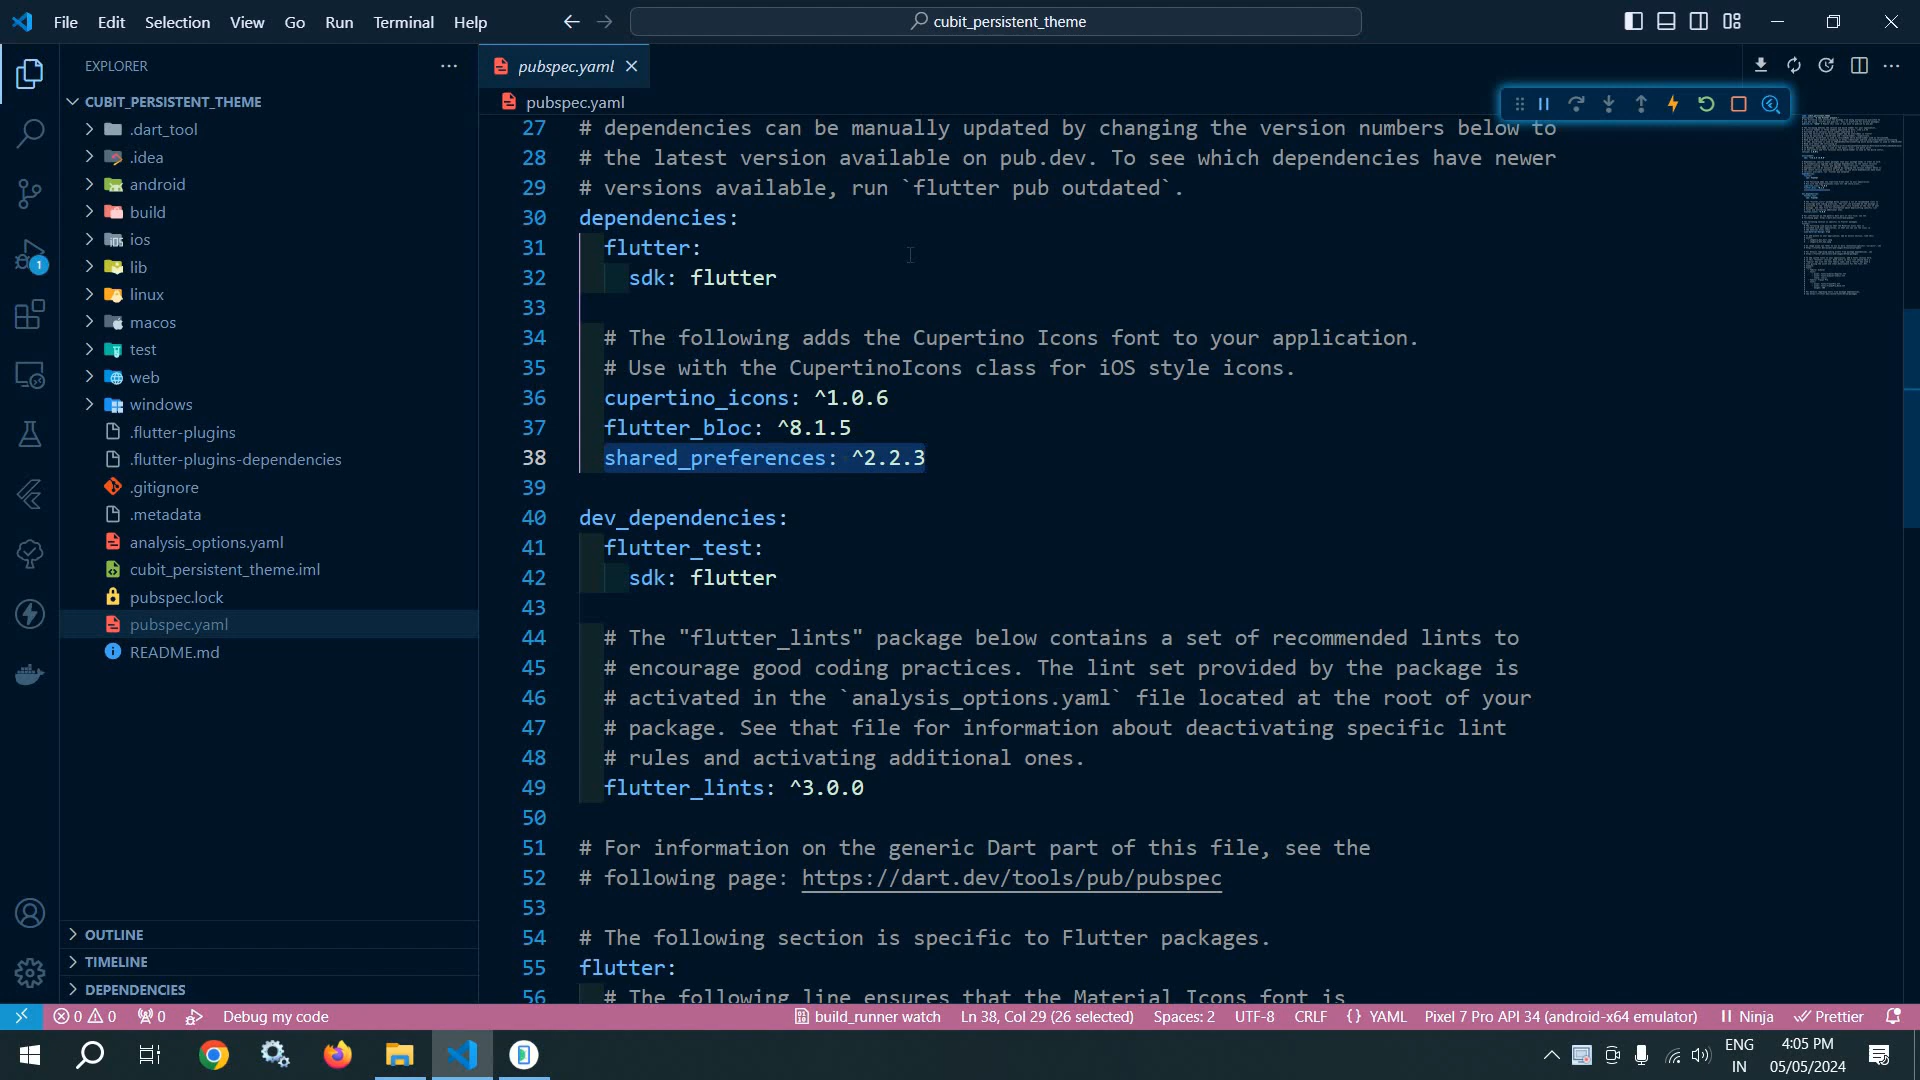 File Edit Selection View Go Run Terminal Help
cubit_persistent_theme
EXPLORER
CUBIT_PERSISTENT_THEME
.dart_tool
.idea
android
build
ios
lib
linux
macos
test
web
windows
.flutter-plugins
.flutter-plugins-dependencies
.gitignore
.metadata
analysis_options.yaml
cubit_persistent_theme.iml
pubspec.lock
pubspec.yaml
README.md
OUTLINE
TIMELINE
DEPENDENCIES
1
pubspec.yaml
pubspec.yaml
27 # dependencies can be manually updated by changing the version numbers below to
28 # the latest version available on pub.dev. To see which dependencies have newer
29 # versions available, run `flutter pub outdated`.
30 dependencies:
31 flutter:
32 sdk: flutter
33
34 # The following adds the Cupertino Icons font to your application.
35 # Use with the CupertinoIcons class for iOS style icons.
36 cupertino_icons: ^1.0.6
37 flutter_bloc: ^8.1.5
38 shared_preferences: ^2.2.3
39
40 dev_dependencies:
41 flutter_test:
42 sdk: flutter
43
44 # The "flutter_lints" package below contains a set of recommended lints to
45 # encourage good coding practices. The lint set provided by the package is
46 # activated in the `analysis_options.yaml` file located at the root of your
47 # package. See that file for information about deactivating specific lint
48 # rules and activating additional ones.
49 flutter_lints: ^3.0.0
50
51 # For information on the generic Dart part of this file, see the
52 # following page: https://dart.dev/tools/pub/pubspec
53
54 # The following section is specific to Flutter packages.
55 flutter:
56 # The following line ensures that the Material Icons font is
0 0 0 Debug my code build_runner watch Ln 38, Col 29 (26 selected) Spaces: 2 UTF-8 CRLF {} YAML Pixel 7 Pro API 34 (android-x64 emulator) Ninja Prettier
ENG
IN
4:05 PM
05/05/2024